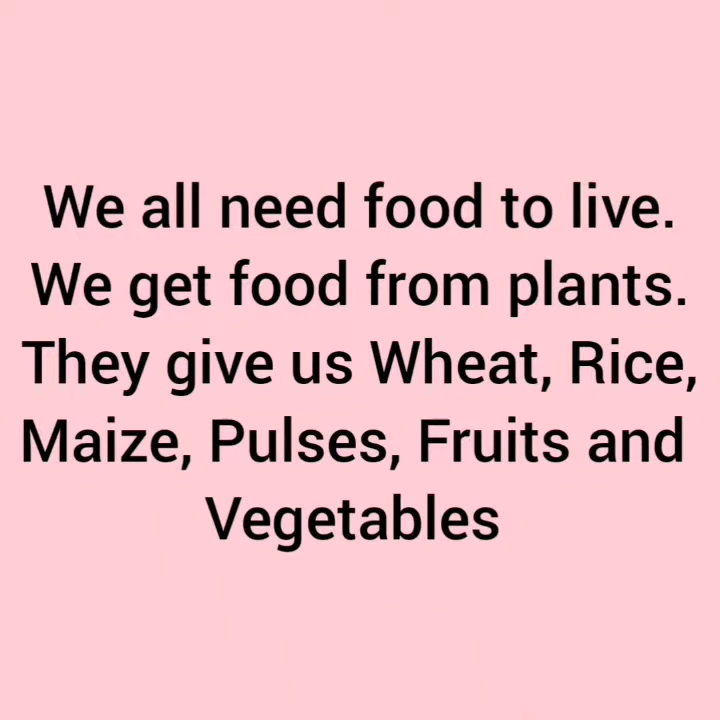 We all need food to live.
We get food from plants.
They give us Wheat, Rice,
Maize, Pulses, Fruits and
Vegetables